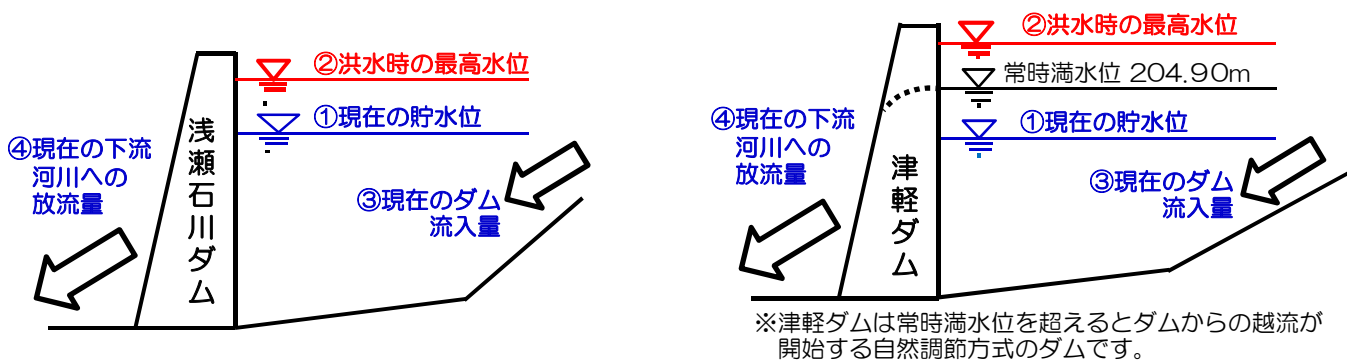 ②洪水時の最高水位
①現在の貯水位
④現在の下流
河川への
放流量
浅瀬石川ダム
③現在のダム
流入量
②洪水時の最高水位
常時満水位 204.90m
①現在の貯水位
④現在の下流
河川への
放流量
津軽ダム
③現在のダム
流入量
※津軽ダムは常時満水位を超えるとダムからの越流が
開始する自然調節方式のダムです。